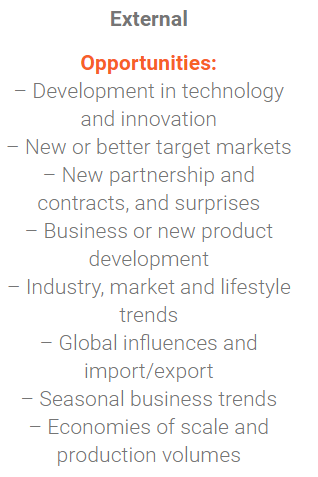 External
Opportunities:
– Development in technology
and innovation
– New or better target markets
– New partnership and
contracts, and surprises
– Business or new product
development
– Industry, market and lifestyle
trends
– Global influences and
import/export
– Seasonal business trends
– Economies of scale and
production volumes